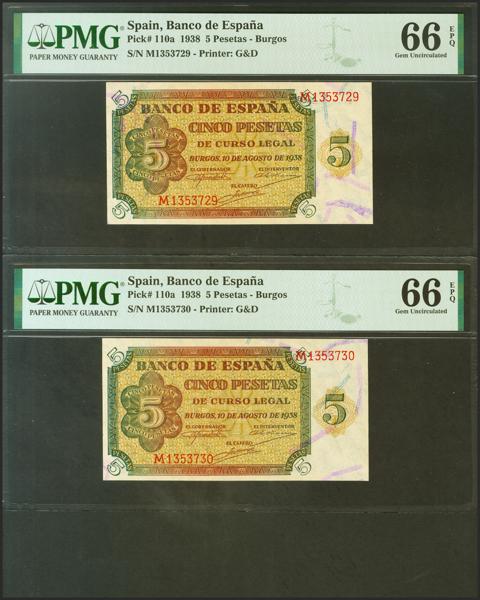 PMG
PAPER MONEY GUARANTY
Spain, Banco de España
Pick# 110a 1938 5 Pesetas - Burgos
S/N M1353729 - Printer: G&D
66 EPQ
Gem Uncirculated
5
M1353729
BANCO DE ESPAÑA
CINCO PESETAS
DE CURSO LEGAL
BURGOS, 10 DE AGOSTO DE 1938
EL GOBERNADOR
EL INTERVENTOR
EL CAJERO
5
5
M1353729
5
5
PMG
PAPER MONEY GUARANTY
Spain, Banco de España
Pick# 110a 1938 5 Pesetas - Burgos
S/N M1353730 - Printer: G&D
66 EPQ
Gem Uncirculated
5
M1353730
BANCO DE ESPAÑA
CINCO PESETAS
DE CURSO LEGAL
BURGOS, 10 DE AGOSTO DE 1938
EL GOBERNADOR
EL INTERVENTOR
EL CAJERO
5
5
M1353730
5
5